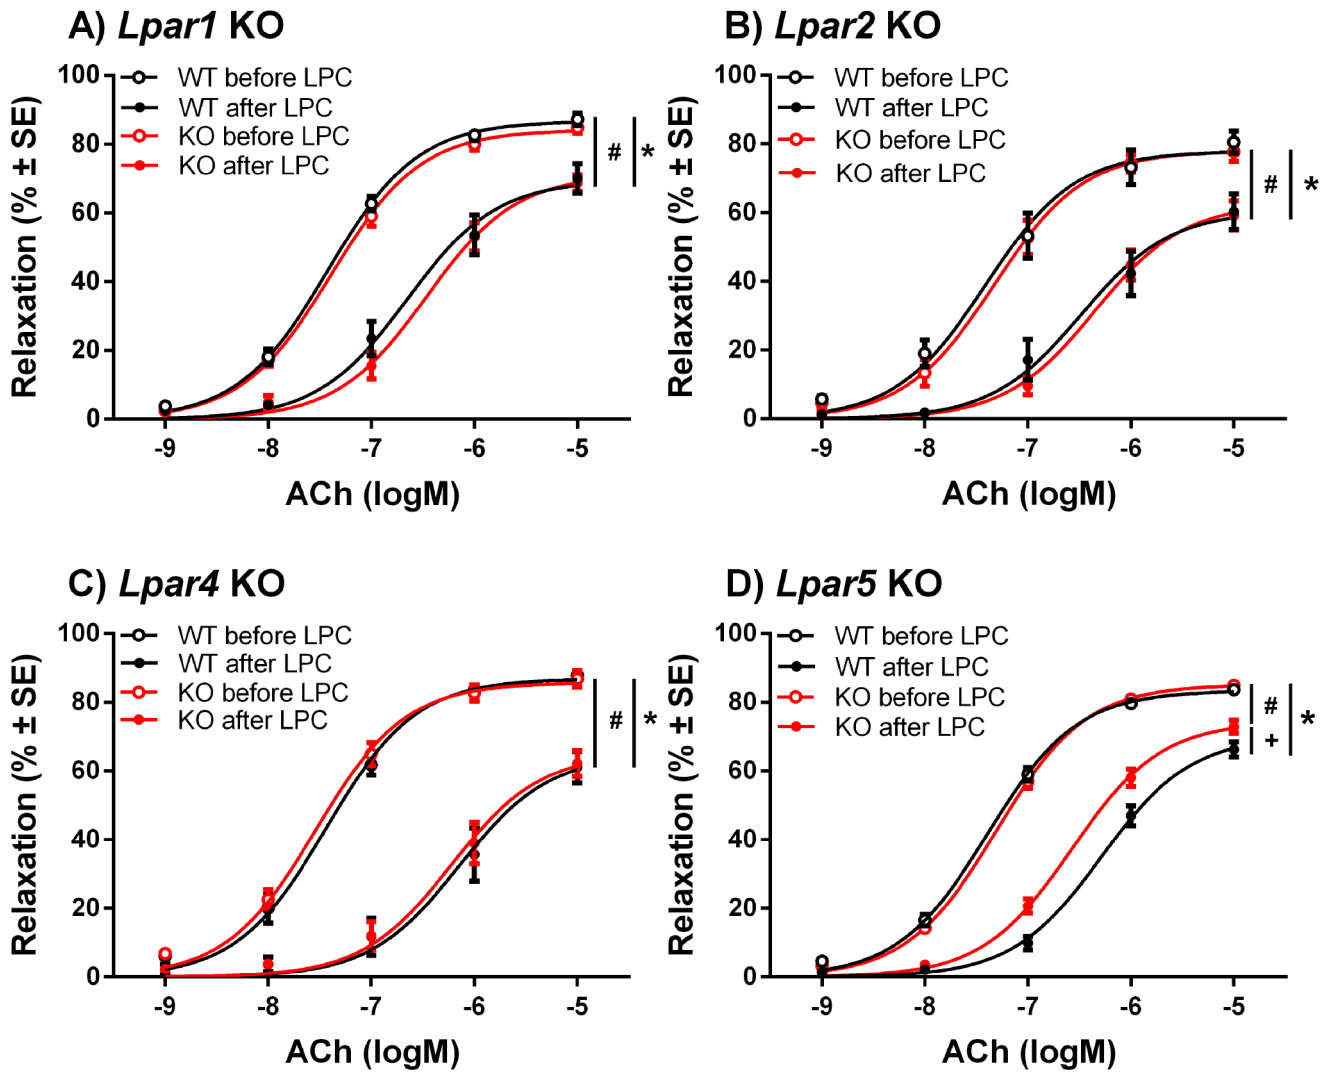 A) Lpar1 KO
100
80
60
40
20
0
Relaxation (% ± SE)
WT before LPC
WT after LPC
KO before LPC
KO after LPC
# *
-9 -8 -7 -6 -5
ACh (logM)
B) Lpar2 KO
100
80
60
40
20
0
Relaxation (% ± SE)
WT before LPC
WT after LPC
KO before LPC
KO after LPC
# *
-9 -8 -7 -6 -5
ACh (logM)
C) Lpar4 KO
100
80
60
40
20
0
Relaxation (% ± SE)
WT before LPC
WT after LPC
KO before LPC
KO after LPC
# *
-9 -8 -7 -6 -5
ACh (logM)
D) Lpar5 KO
100
80
60
40
20
0
Relaxation (% ± SE)
WT before LPC
WT after LPC
KO before LPC
KO after LPC
# *
+
-9 -8 -7 -6 -5
ACh (logM)